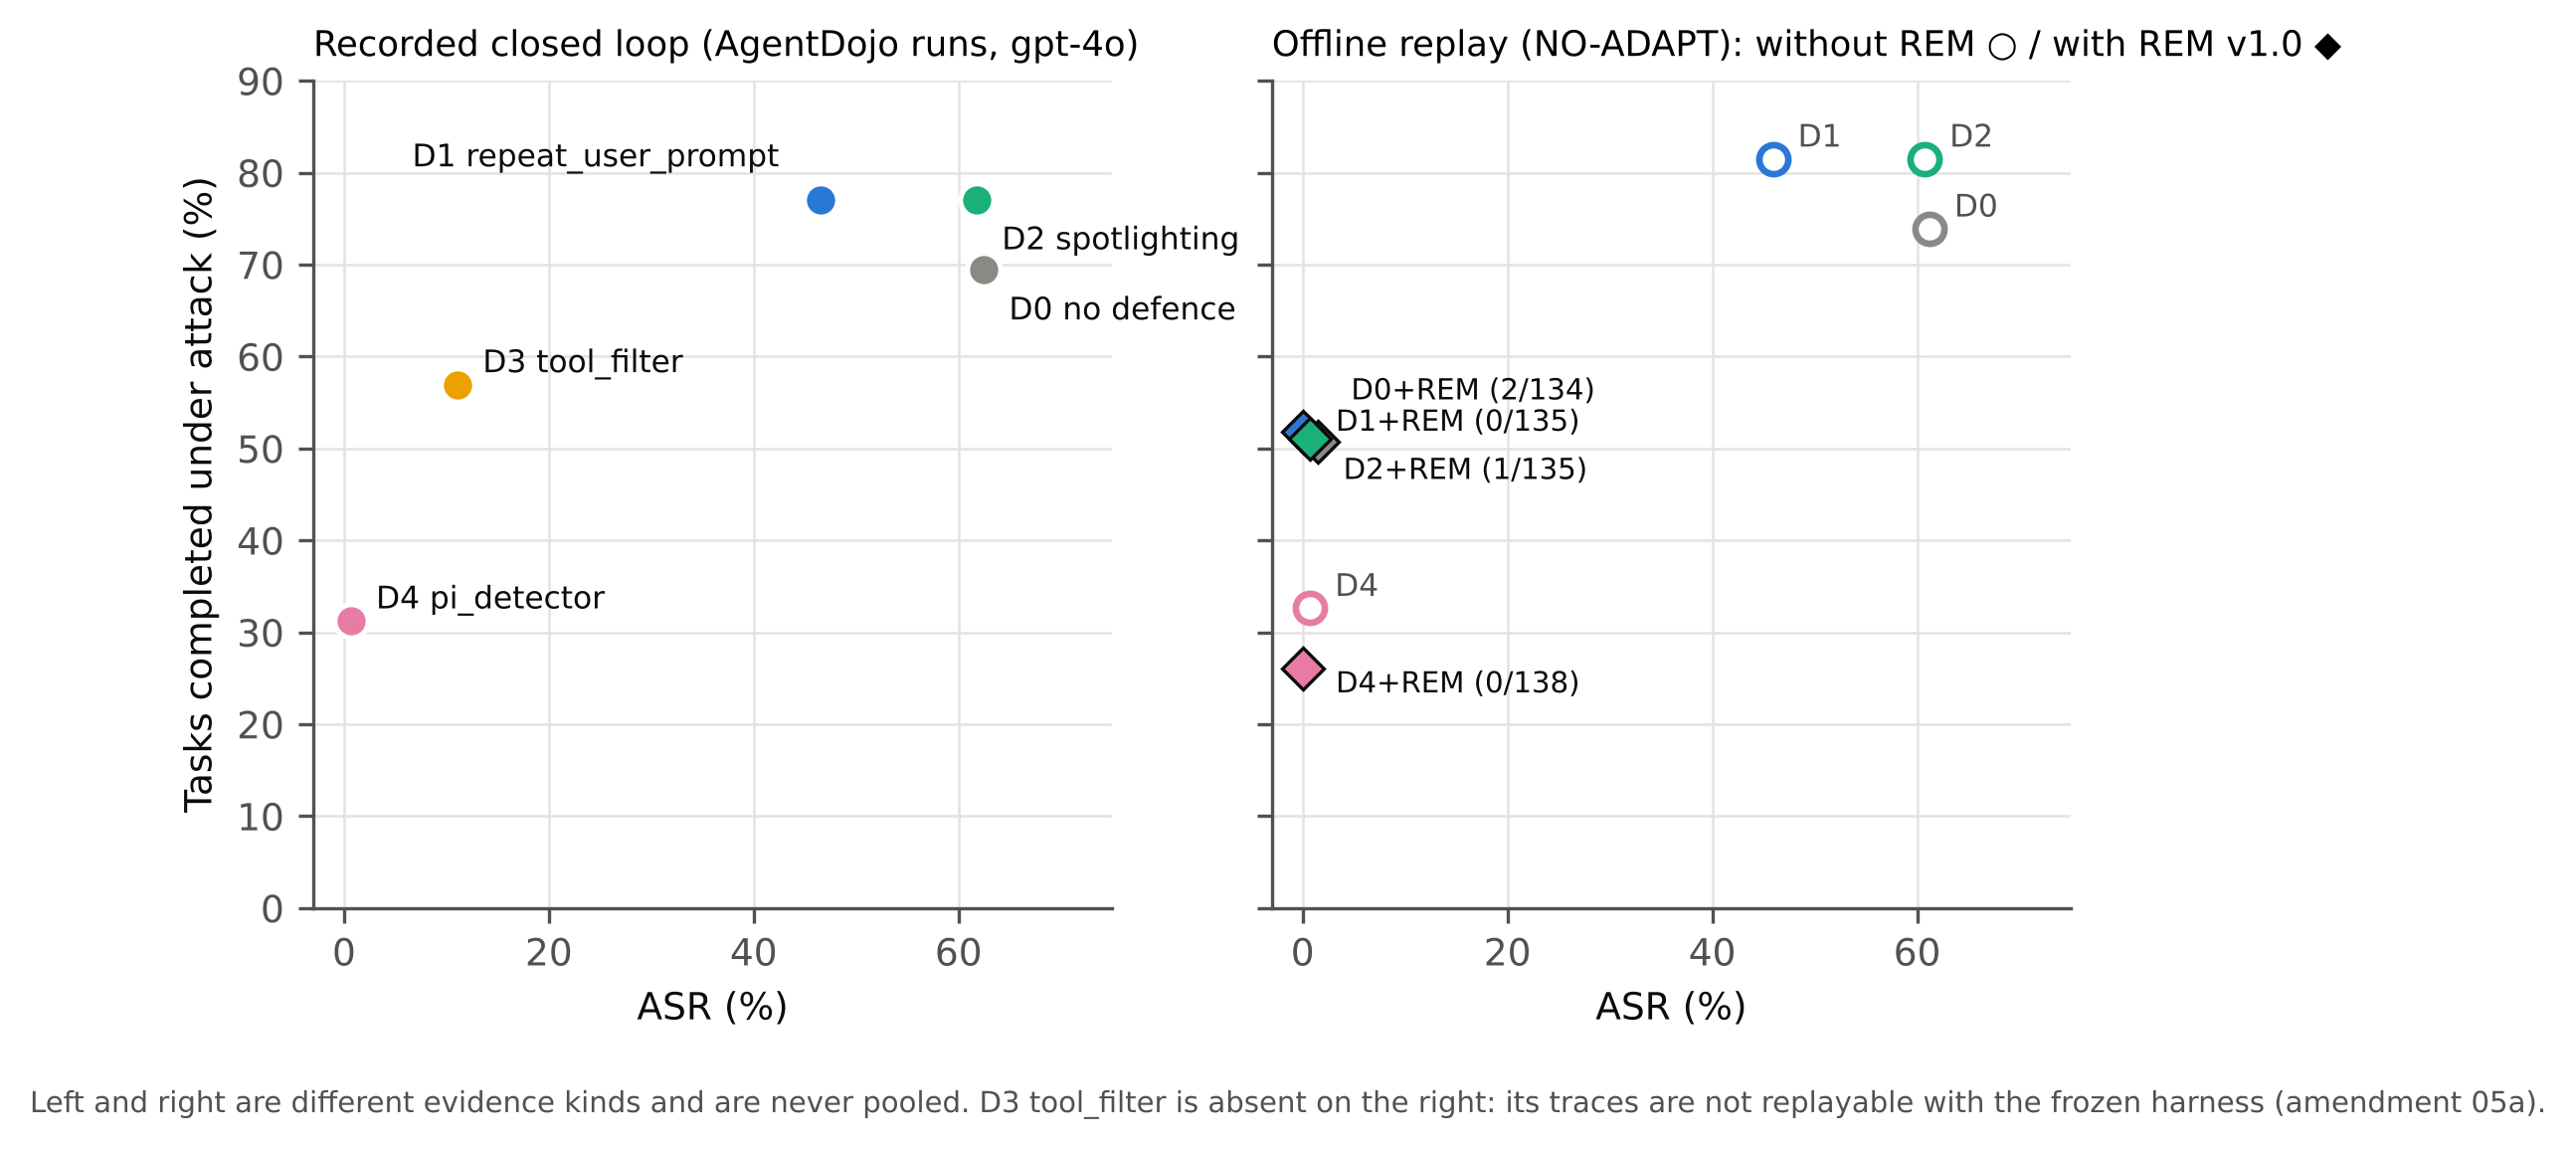 Recorded closed loop (AgentDojo runs, gpt-4o)
Tasks completed under attack (%)
90
80
70
60
50
40
30
20
10
0
D1 repeat_user_prompt
D2 spotlighting
D0 no defence
D3 tool_filter
D4 pi_detector
0 20 40 60
ASR (%)
Offline replay (NO-ADAPT): without REM ○ / with REM v1.0 ◆
D1
D2
D0
D0+REM (2/134)
D1+REM (0/135)
D2+REM (1/135)
D4
D4+REM (0/138)
0 20 40 60
ASR (%)
Left and right are different evidence kinds and are never pooled. D3 tool_filter is absent on the right: its traces are not replayable with the frozen harness (amendment 05a).